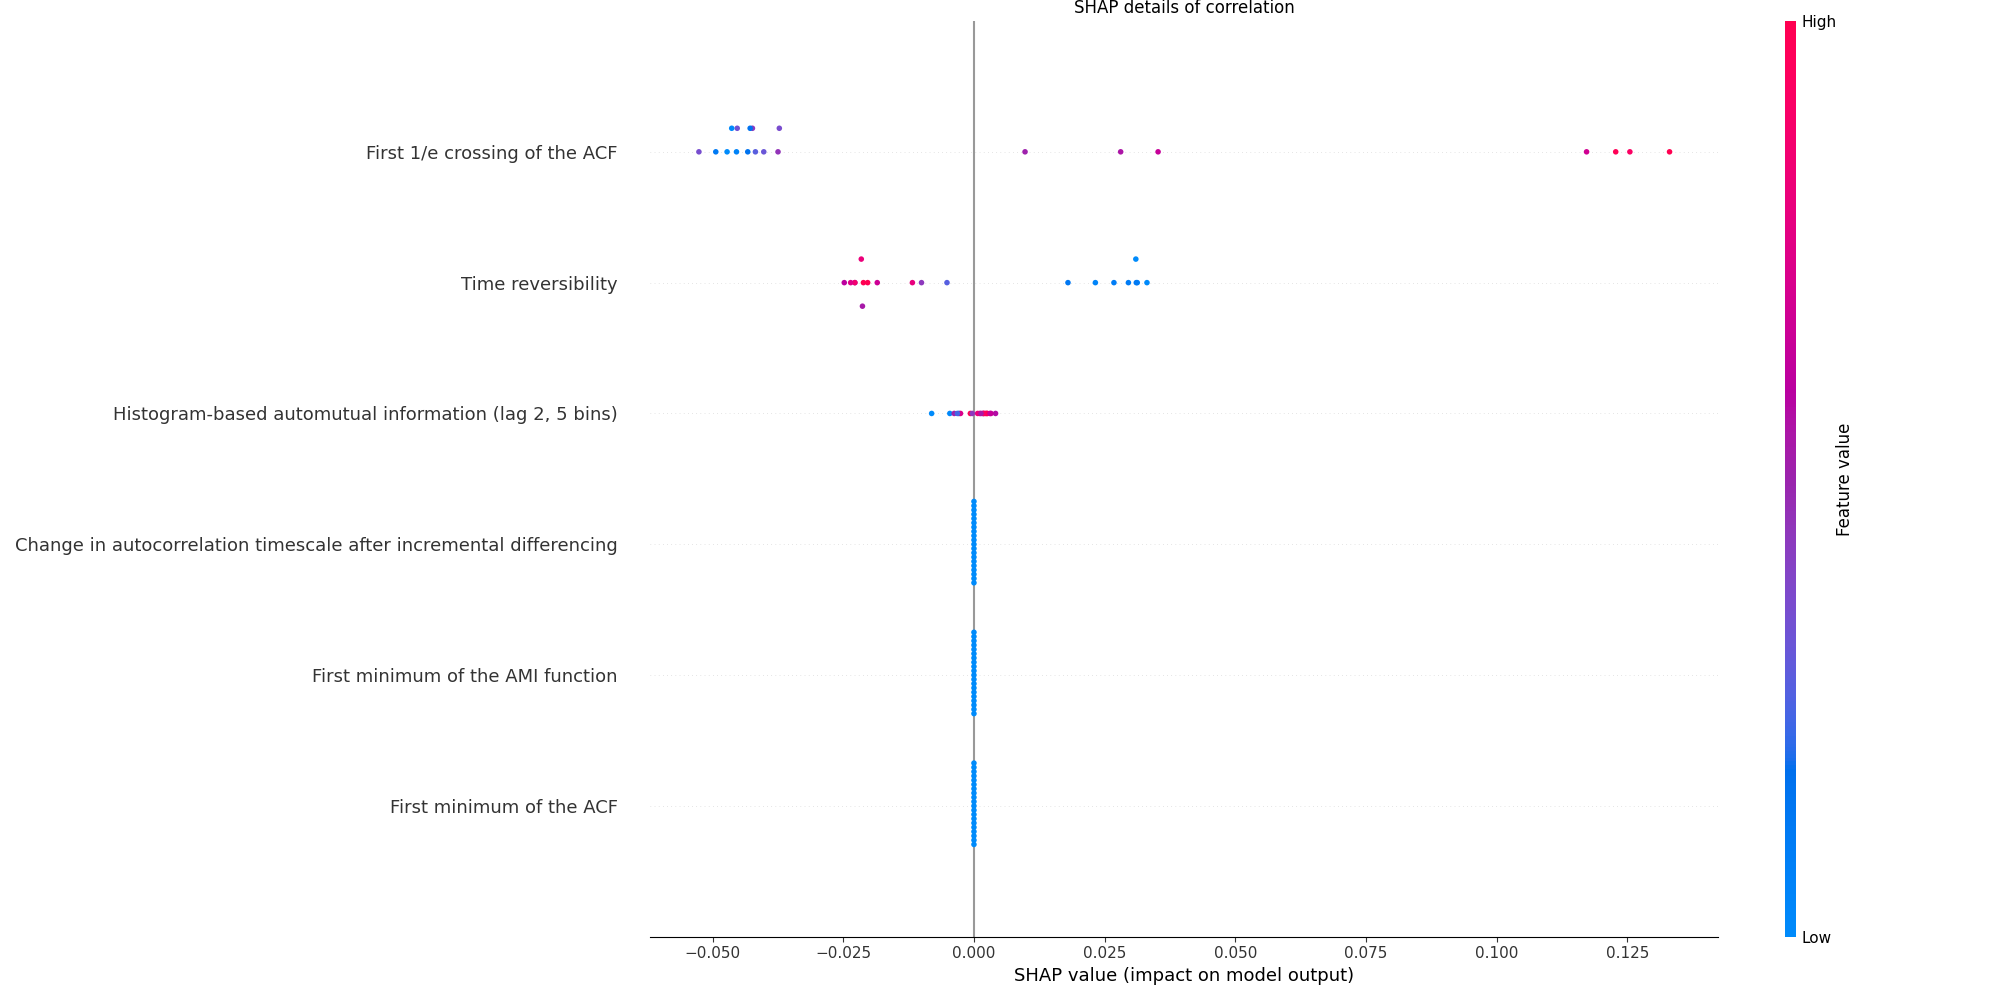 SHAP details of correlation
High
First 1/e crossing of the ACF
Time reversibility
Histogram-based automutual information (lag 2, 5 bins)
Change in autocorrelation timescale after incremental differencing
First minimum of the AMI function
First minimum of the ACF
Feature value
Low
−0.050 −0.025 0.000 0.025 0.050 0.075 0.100 0.125
SHAP value (impact on model output)